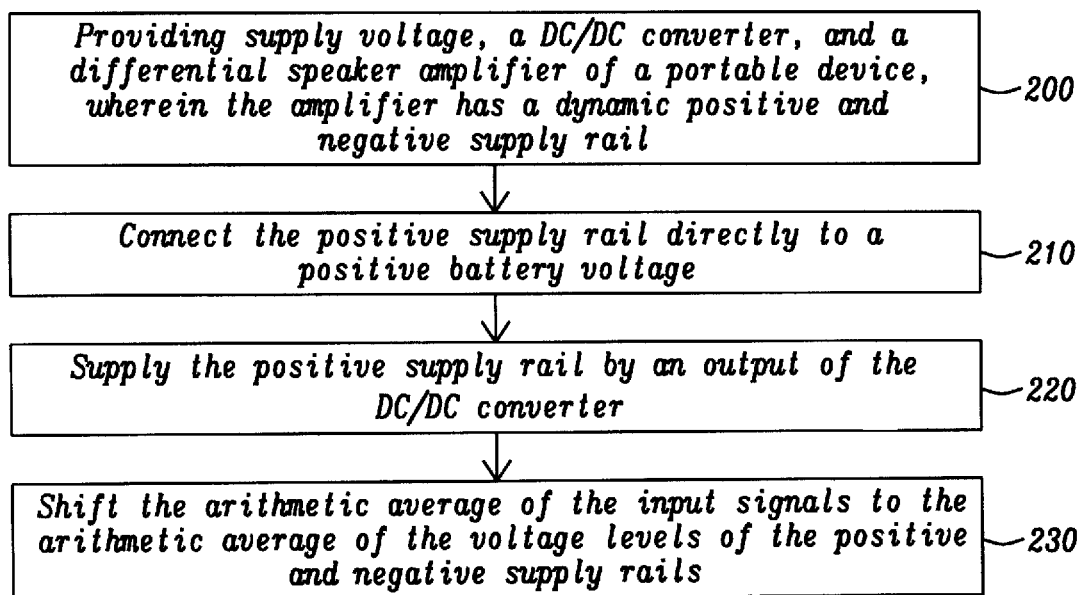 Providing supply voltage, a DC/DC converter, and a
differential speaker amplifier of a portable device,
wherein the amplifier has a dynamic positive and
negative supply rail
200
Connect the positive supply rail directly to a
positive battery voltage
210
Supply the positive supply rail by an output of the
DC/DC converter
220
Shift the arithmetic average of the input signals to the
arithmetic average of the voltage levels of the positive
and negative supply rails
230